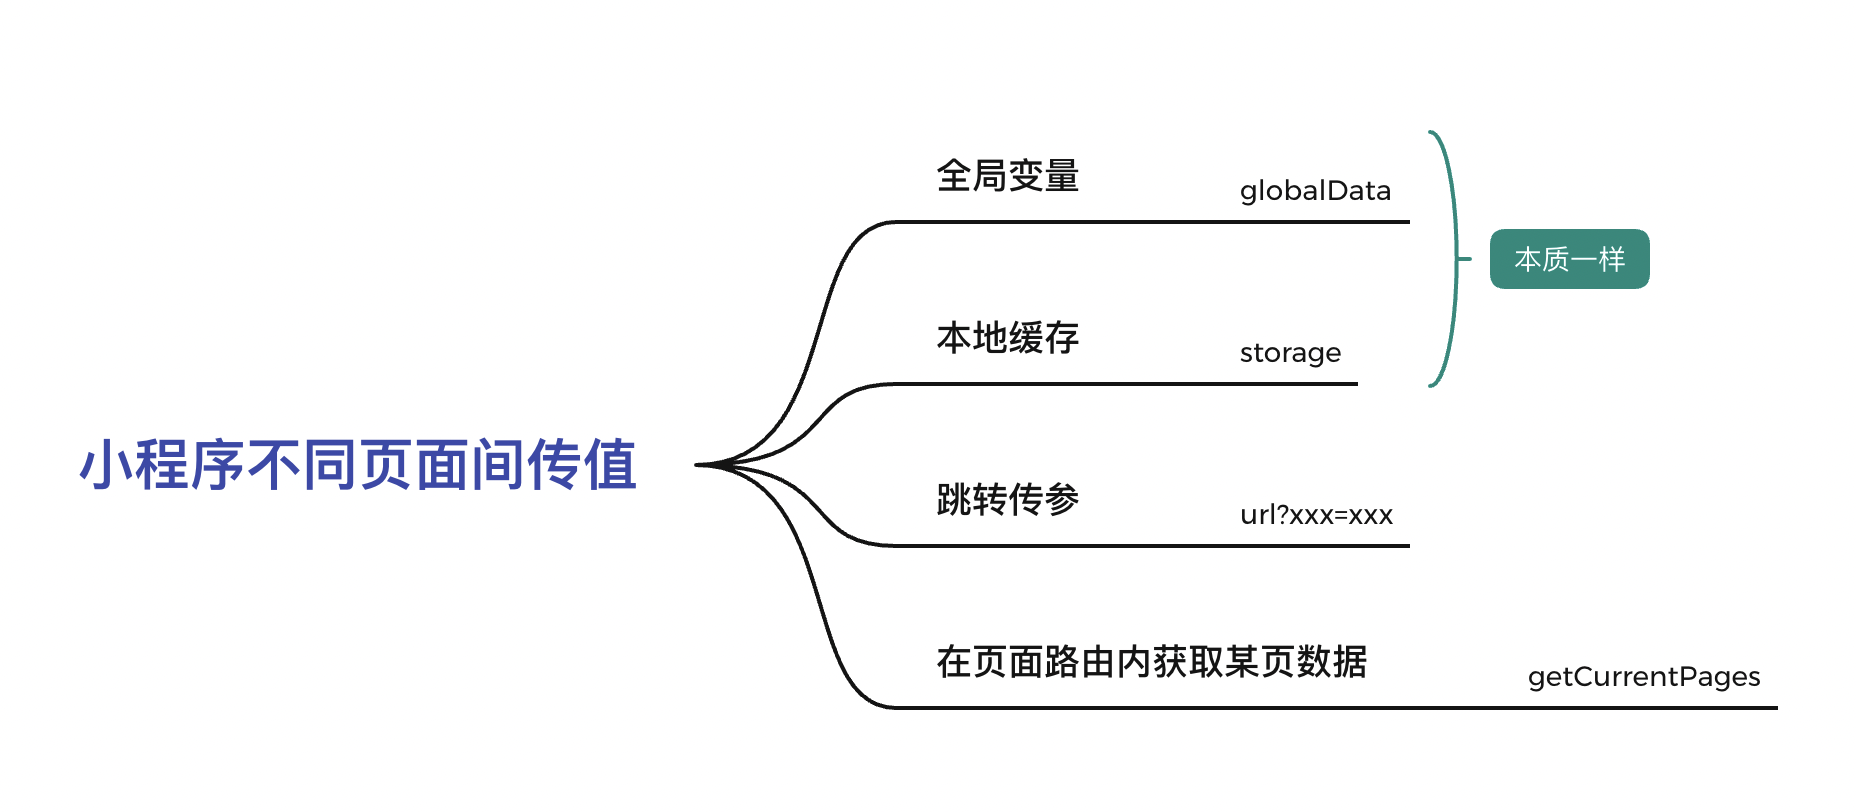 小程序不同页面间传值
全局变量
globalData
本地缓存
storage
本质一样
跳转传参
url?xxx=xxx
在页面路由内获取某页数据
getCurrentPages